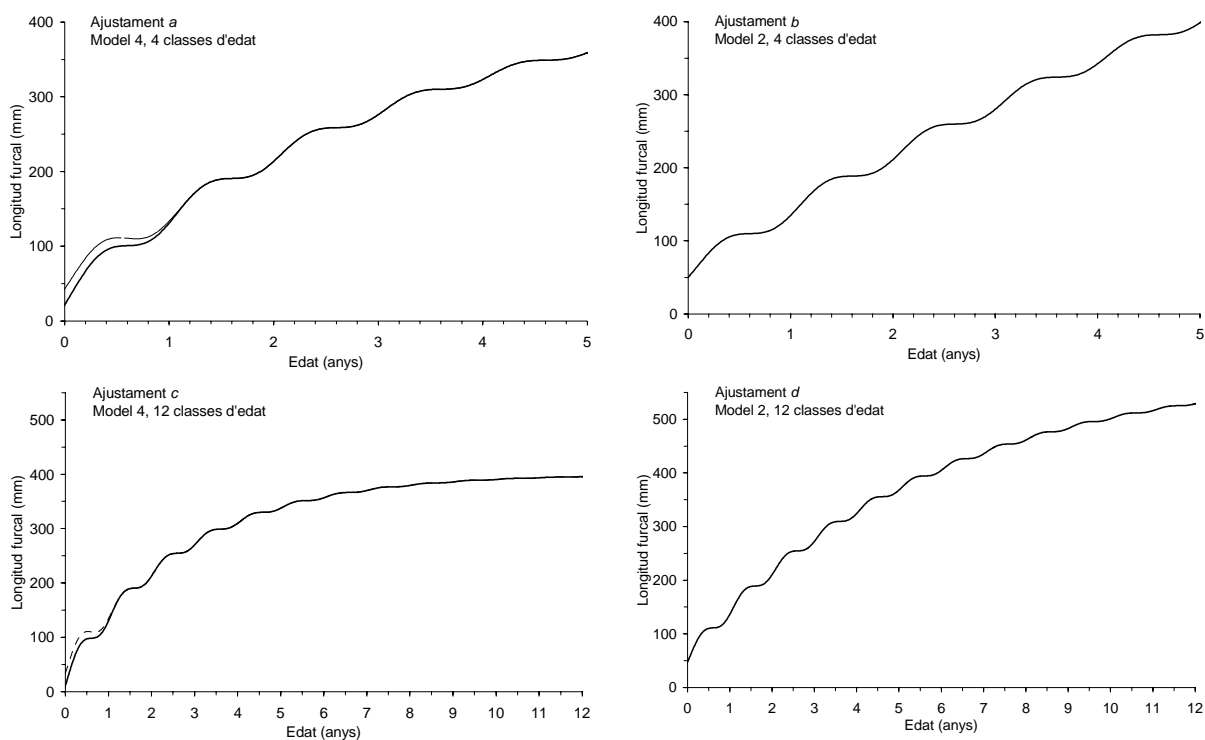 Ajustament a
Model 4, 4 classes d'edat
Longitud furcal (mm)
400
300
200
100
0
0 1 2 3 4 5
Edat (anys)
Ajustament b
Model 2, 4 classes d'edat
Longitud furcal (mm)
400
300
200
100
0
0 1 2 3 4 5
Edat (anys)
Ajustament c
Model 4, 12 classes d'edat
Longitud furcal (mm)
500
400
300
200
100
0
0 1 2 3 4 5 6 7 8 9 10 11 12
Edat (anys)
Ajustament d
Model 2, 12 classes d'edat
Longitud furcal (mm)
500
400
300
200
100
0
0 1 2 3 4 5 6 7 8 9 10 11 12
Edat (anys)